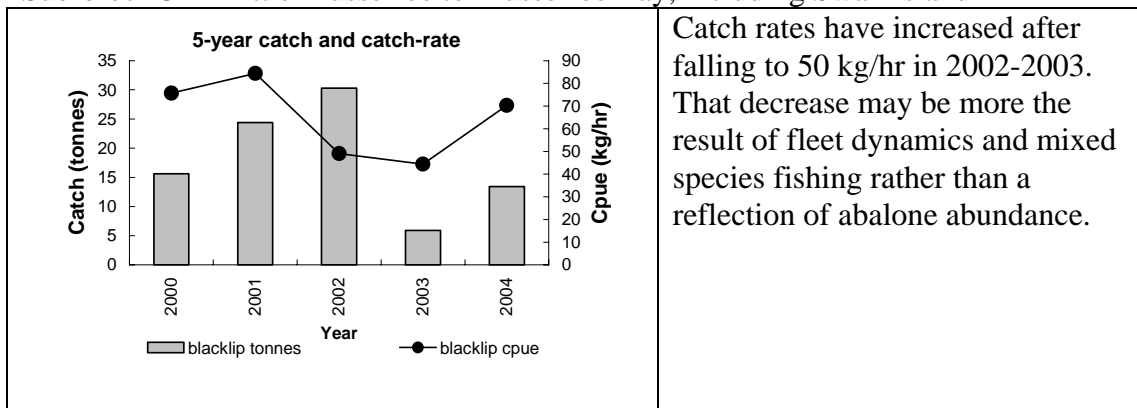 5-year catch and catch-rate
35
30
25
20
15
10
5
0
Catch (tonnes)
90
80
70
60
50
40
30
20
10
0
Cpue (kg/hr)
2000
2001
2002
2003
2004
Year
blacklip tonnes
blacklip cpue
Catch rates have increased after
falling to 50 kg/hr in 2002-2003.
That decrease may be more the
result of fleet dynamics and mixed
species fishing rather than a
reflection of abalone abundance.